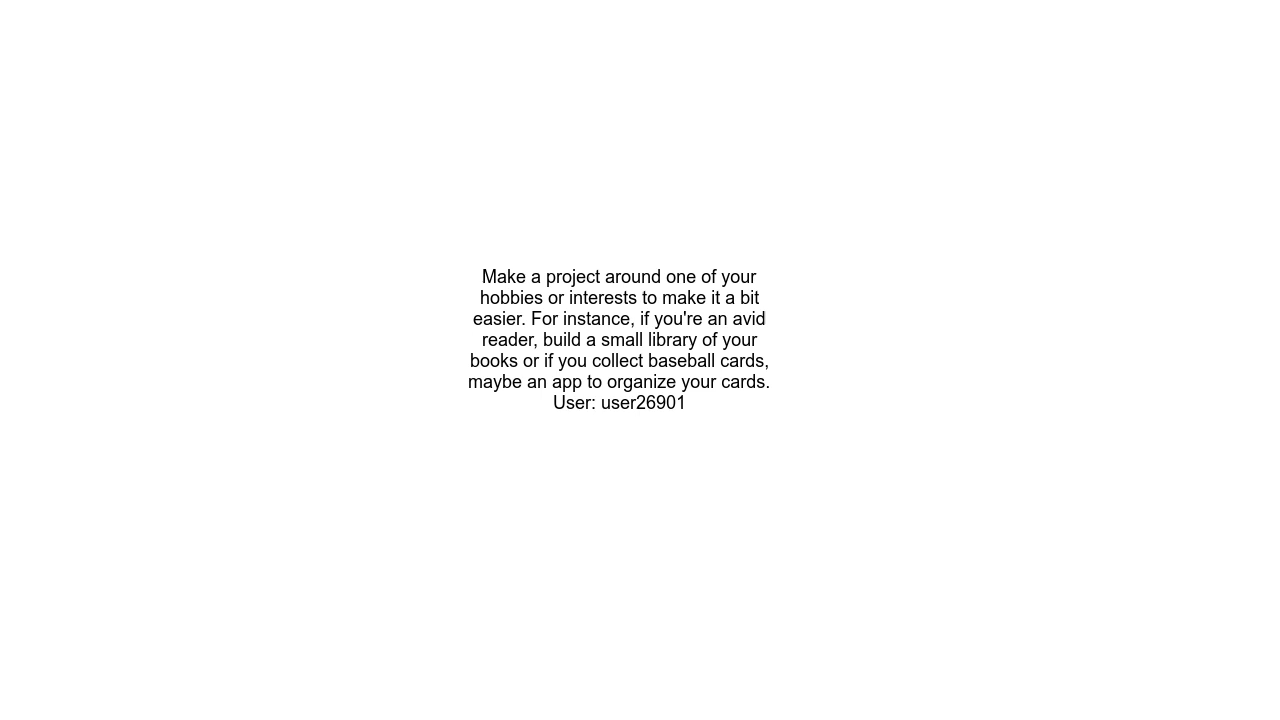 Make a project around one of your
hobbies or interests to make it a bit
easier. For instance, if you're an avid
reader, build a small library of your
books or if you collect baseball cards,
maybe an app to organize your cards.
User: user26901